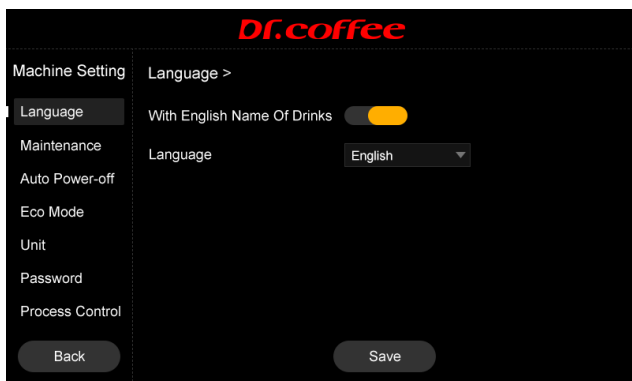 Dr.coffee
Machine Setting
Language
Maintenance
Auto Power-off
Eco Mode
Unit
Password
Process Control
Back
Language >
With English Name Of Drinks
Language
English
Save